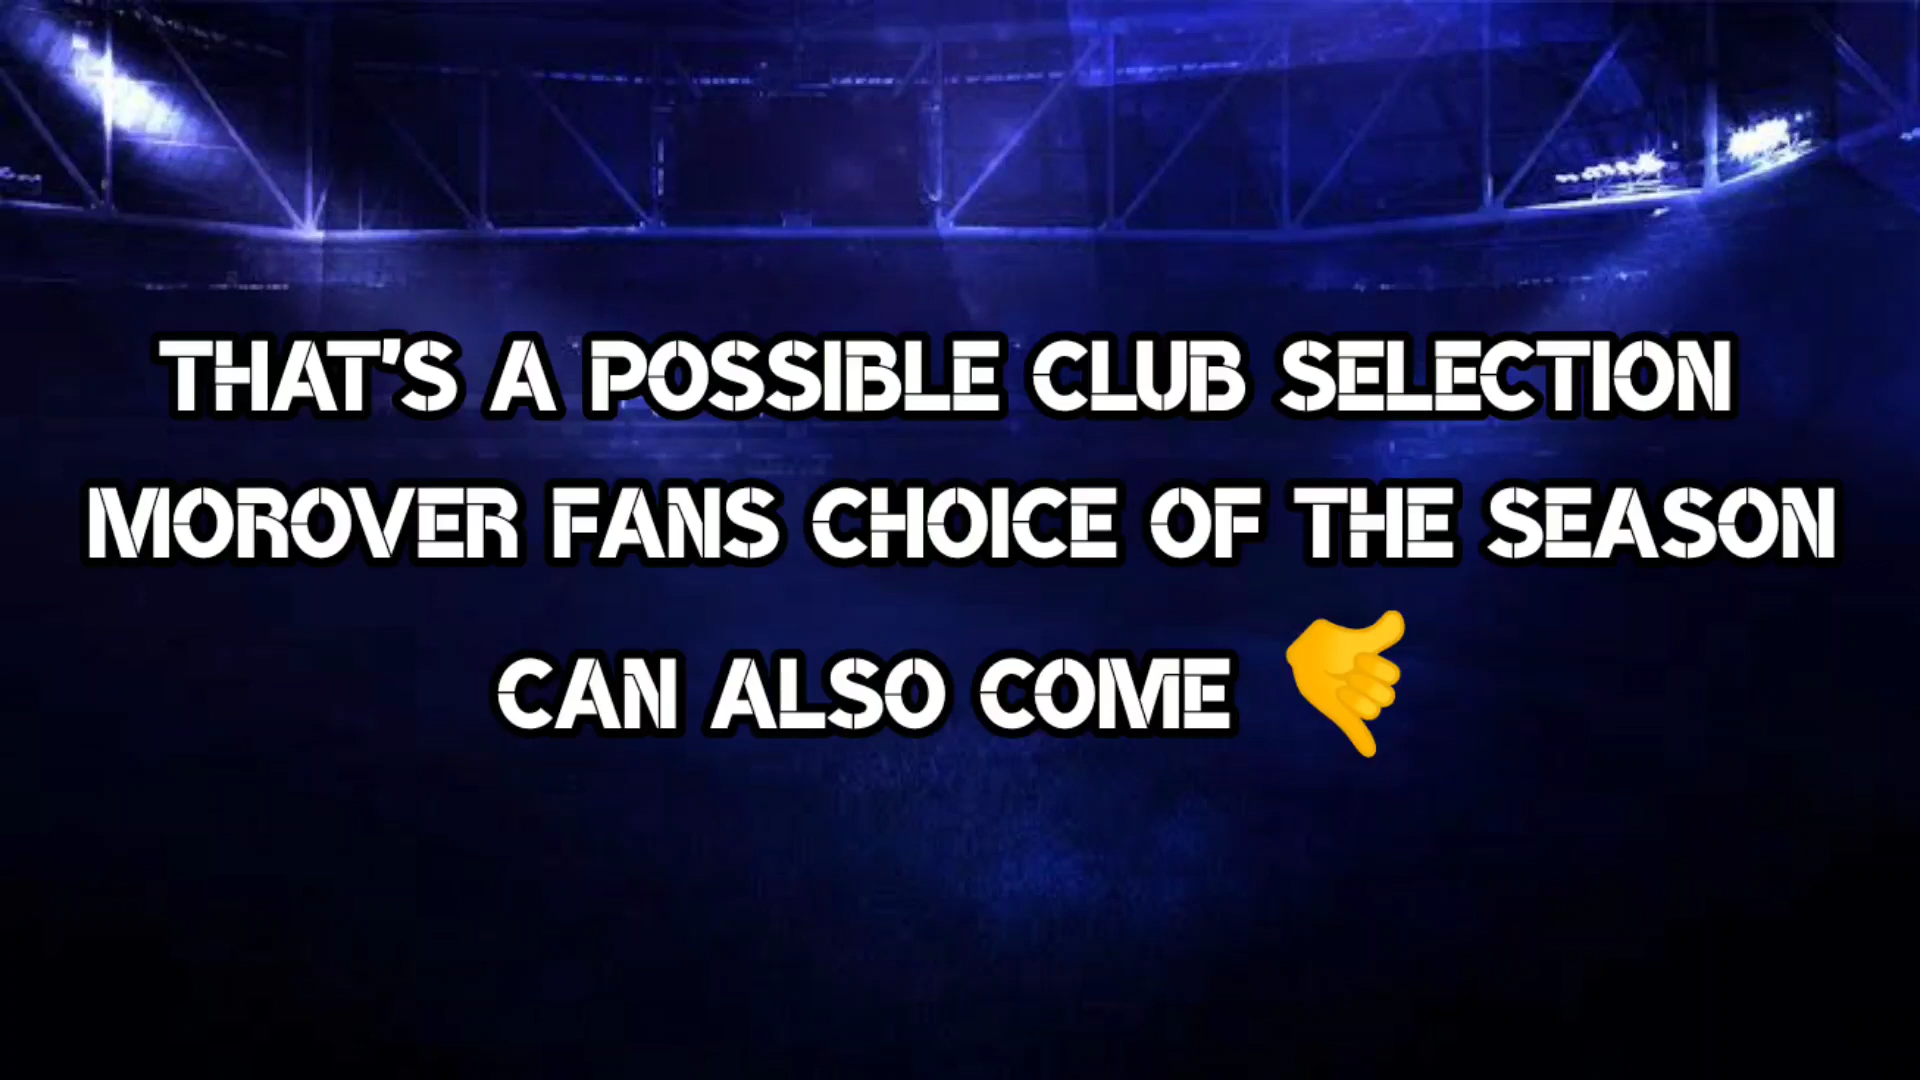 THAT'S A POSSIBLE CLUB SELECTION
MOROVER FANS CHOICE OF THE SEASON
CAN ALSO COME 🤙